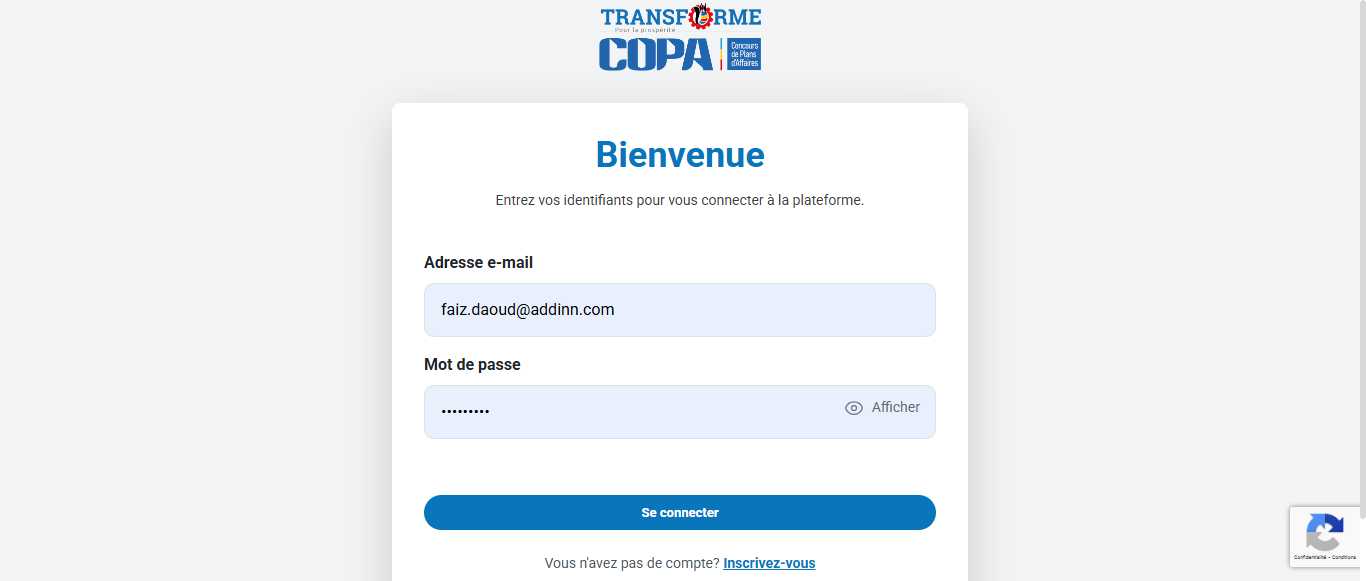 TRANSFORME
Pour la prospérité
COPA
Concours
de Plans
d'Affaires
Bienvenue
Entrez vos identifiants pour vous connecter à la plateforme.
Adresse e-mail
faiz.daoud@addinn.com
Mot de passe
•••••••••
Afficher
Se connecter
Vous n'avez pas de compte? Inscrivez-vous
Confidentialité - Conditions